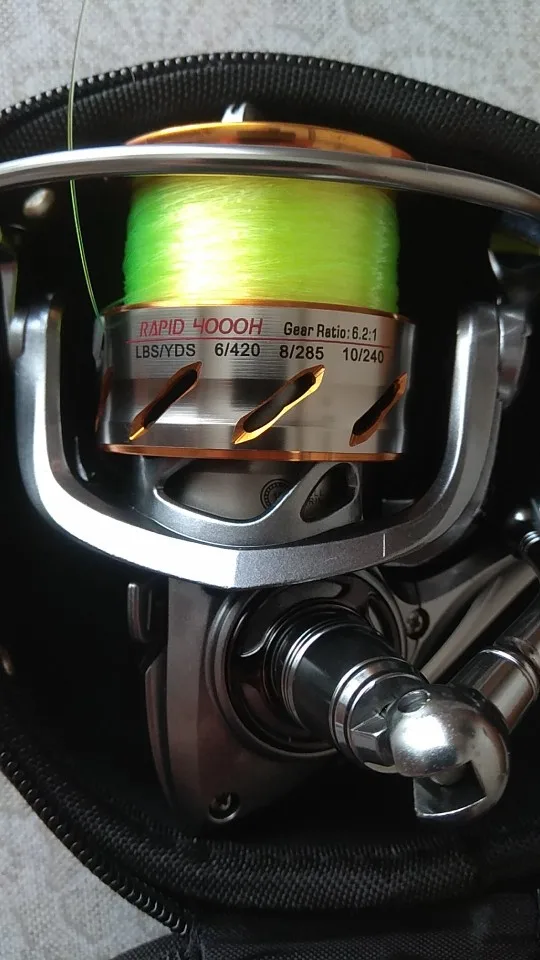 RAPID 4000H Gear Ratio: 6.2:1
LBS/YDS 6/420 8/285 10/240